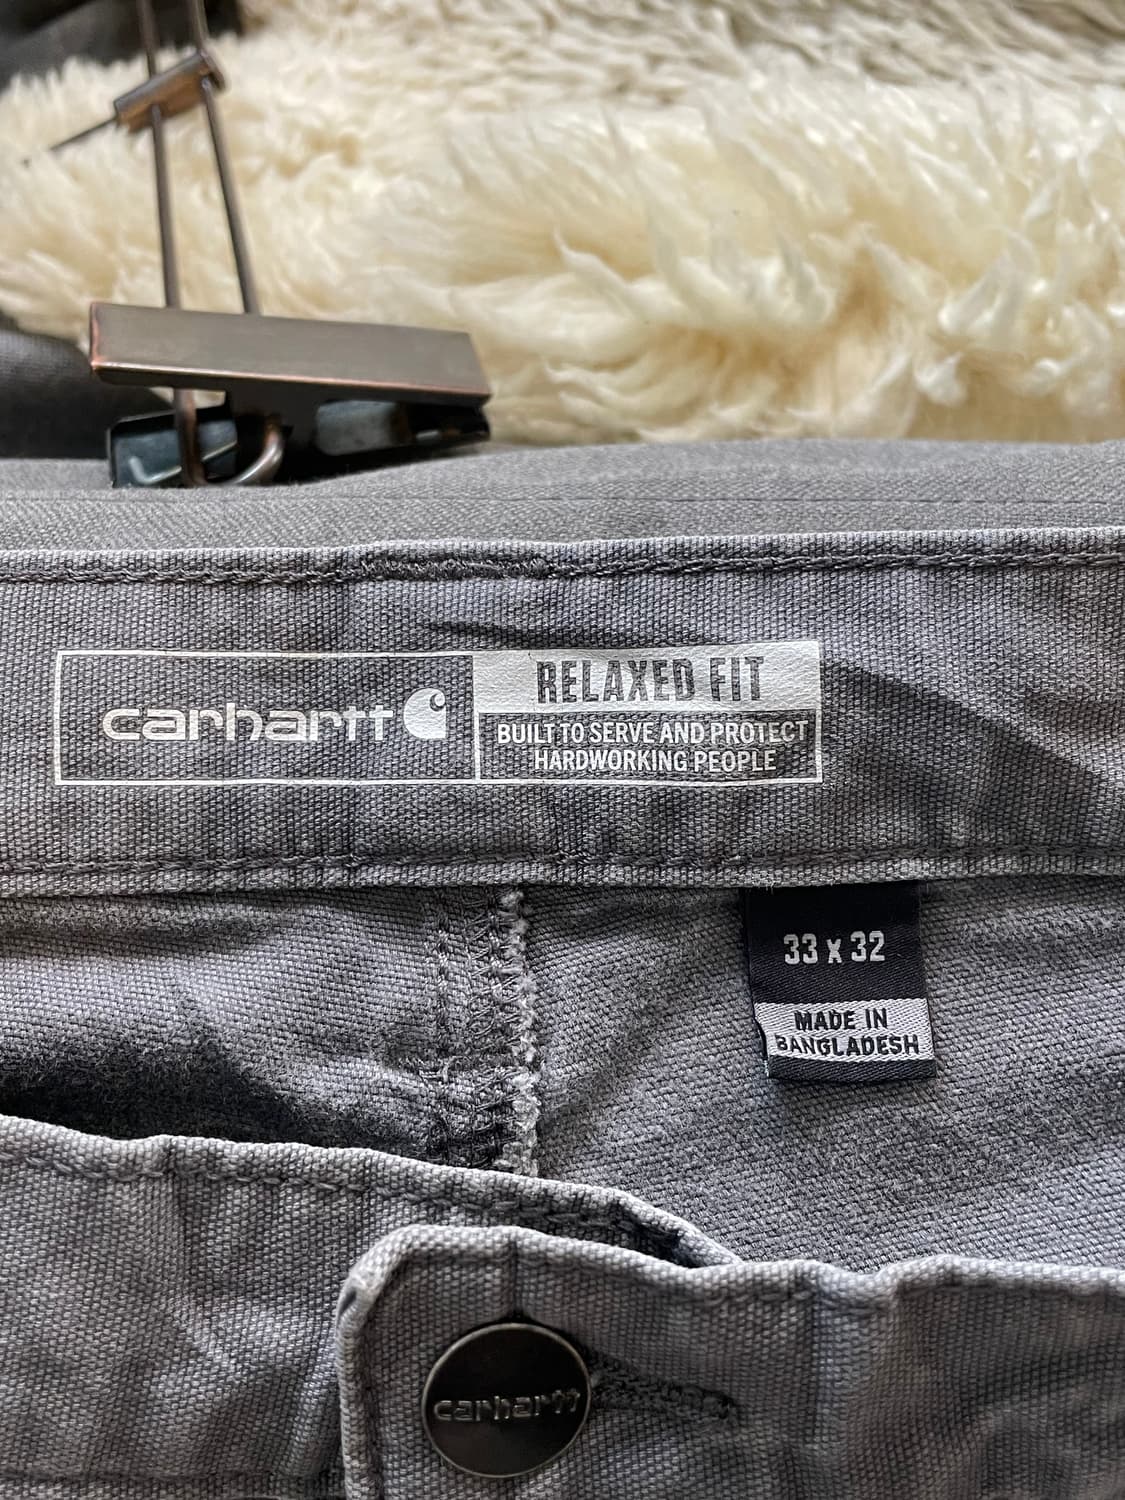 carhartt
RELAXED FIT
BUILT TO SERVE AND PROTECT
HARDWORKING PEOPLE
33 x 32
MADE IN
BANGLADESH
carhartt